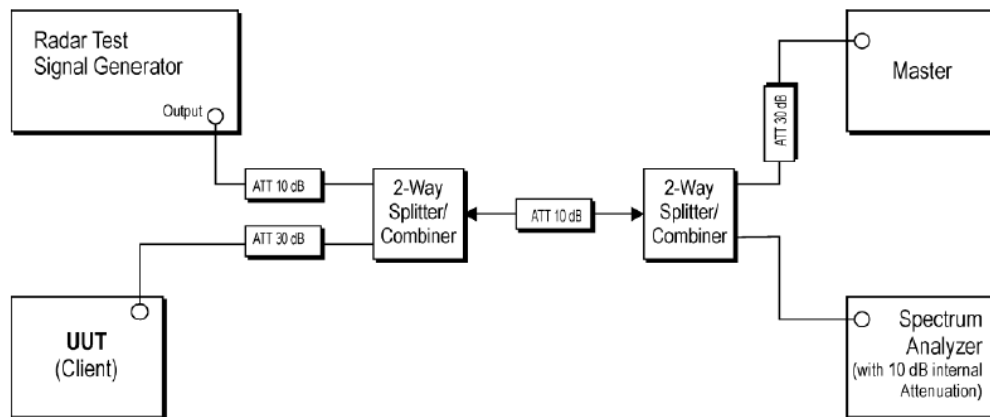 Radar Test
Signal Generator
Output
ATT 10 dB
2-Way
Splitter/
Combiner
ATT 30 dB
UUT
(Client)
ATT 10 dB
2-Way
Splitter/
Combiner
ATT 30 dB
Master
Spectrum
Analyzer
(with 10 dB internal
Attenuation)